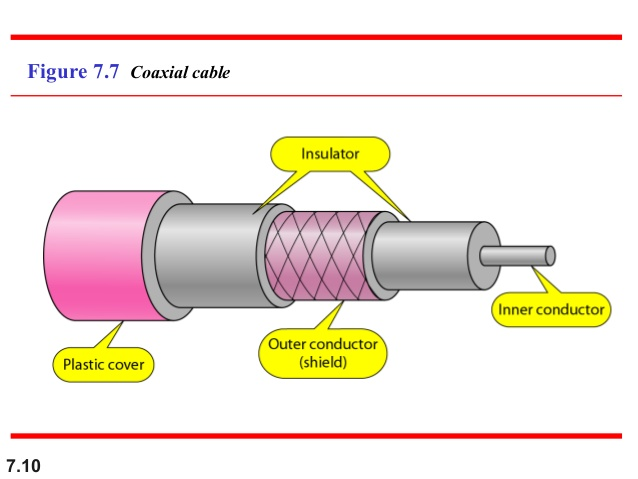 Figure 7.7 Coaxial cable
Insulator
Inner conductor
Outer conductor
(shield)
Plastic cover
7.10